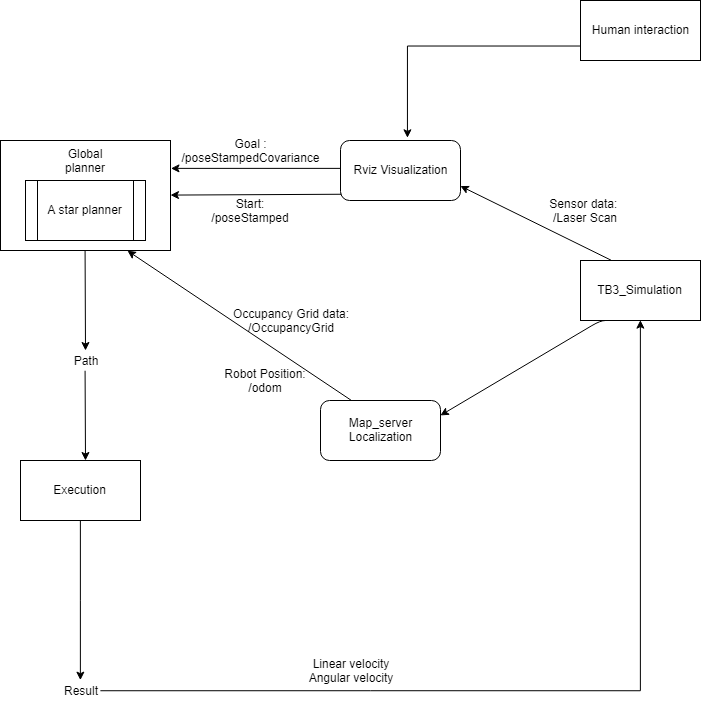 Human interaction
Goal :
/poseStampedCovariance
Global
planner
Rviz Visualization
A star planner
Start:
/poseStamped
Sensor data:
/Laser Scan
TB3_Simulation
Occupancy Grid data:
/OccupancyGrid
Robot Position:
/odom
Path
Map_server
Localization
Execution
Linear velocity
Angular velocity
Result